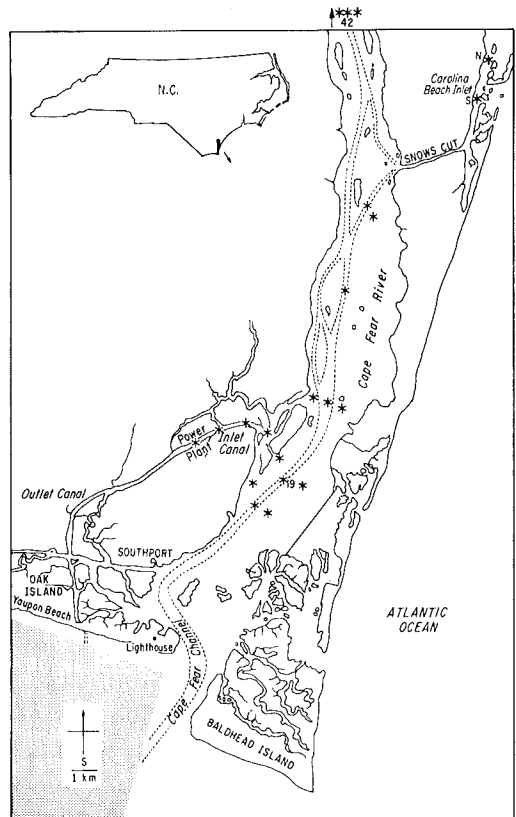 ***
42
N.C.
N
Carolina
Beach Inlet
S
SNOWS CUT
Cape Fear River
Power
Plant
Inlet
Canal
19
Outlet Canal
SOUTHPORT
OAK
ISLAND
Yaupon Beach
Lighthouse
Cape Fear Channel
ATLANTIC
OCEAN
BALDHEAD ISLAND
S
1 km